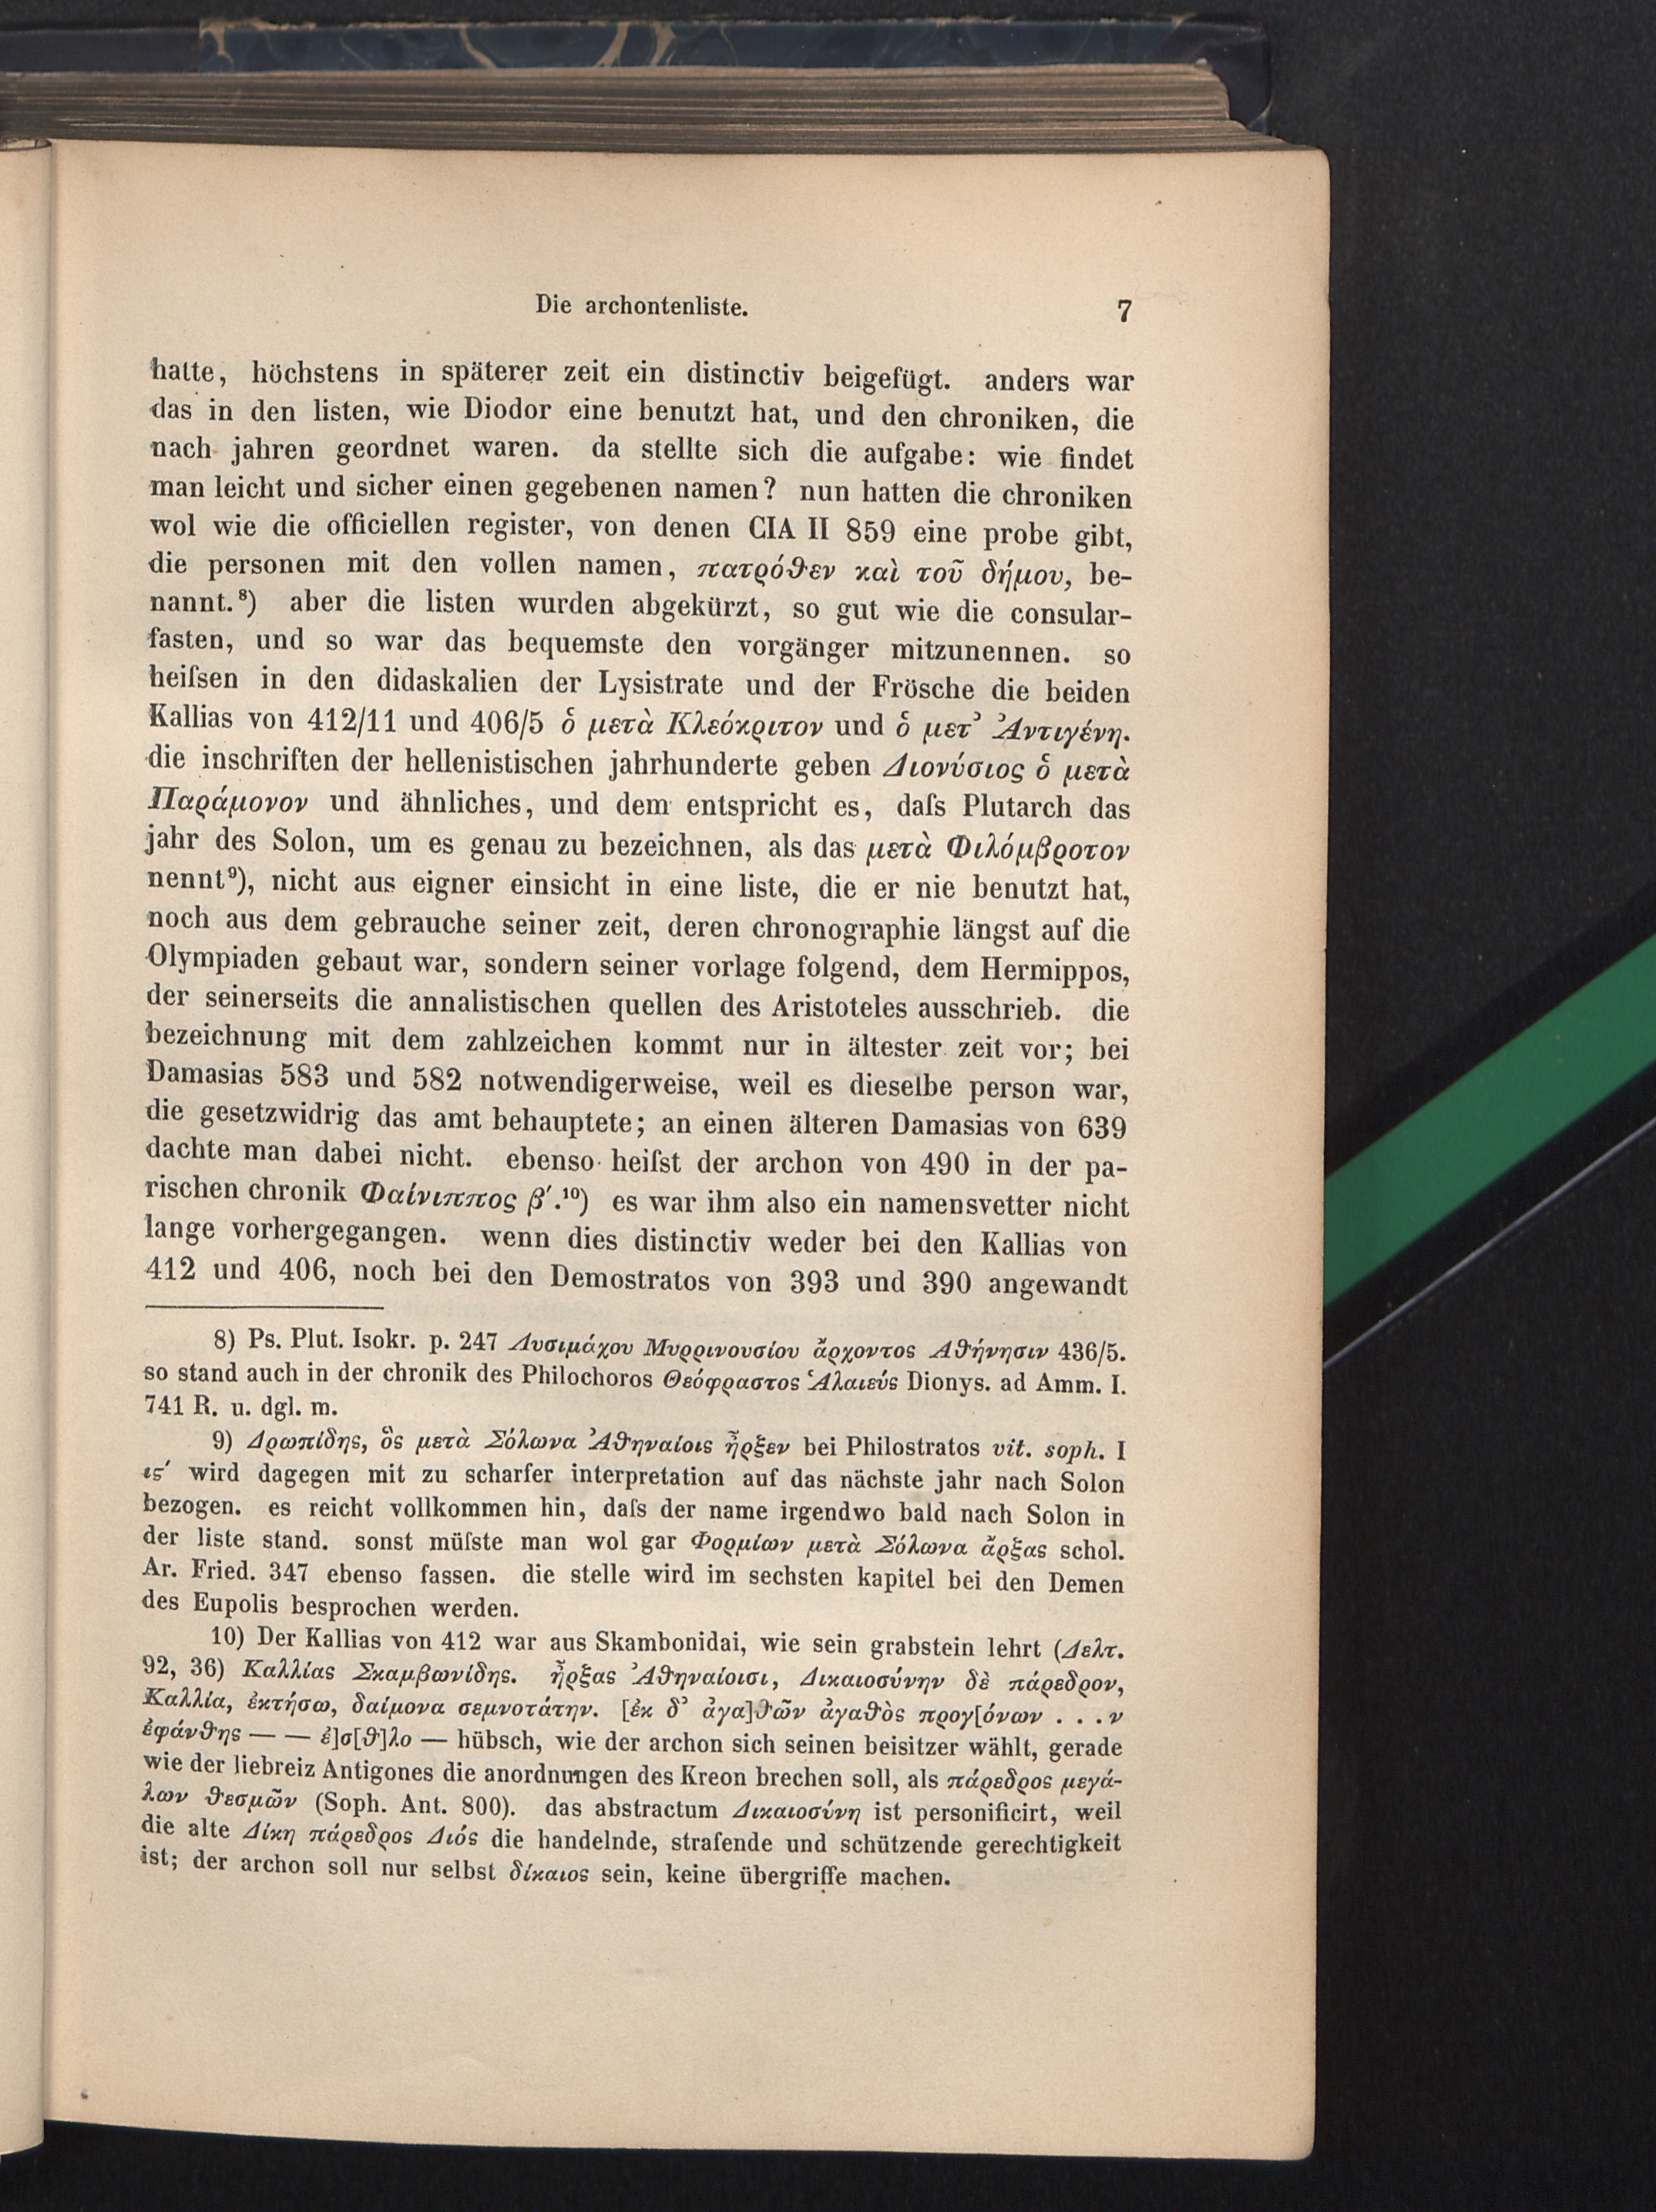 Die archontenliste. 7
hatte, höchstens in späterer zeit ein distinctiv beigefügt. anders war
das in den listen, wie Diodor eine benutzt hat, und den chroniken, die
nach jahren geordnet waren. da stellte sich die aufgabe: wie findet
man leicht und sicher einen gegebenen namen? nun hatten die chroniken
wol wie die officiellen register, von denen CIA II 859 eine probe gibt,
die personen mit den vollen namen, πατρόθεν καὶ τοῦ δήμου, be-
nannt.⁸) aber die listen wurden abgekürzt, so gut wie die consular-
fasten, und so war das bequemste den vorgänger mitzunennen. so
heiſsen in den didaskalien der Lysistrate und der Frösche die beiden
Kallias von 412/11 und 406/5 ὁ μετὰ Κλεόκριτον und ὁ μετ᾽ Ἀντιγένη.
die inschriften der hellenistischen jahrhunderte geben Διονύσιος ὁ μετὰ
Παράμονον und ähnliches, und dem entspricht es, daſs Plutarch das
jahr des Solon, um es genau zu bezeichnen, als das μετὰ Φιλόμβροτον
nennt⁹), nicht aus eigner einsicht in eine liste, die er nie benutzt hat,
noch aus dem gebrauche seiner zeit, deren chronographie längst auf die
Olympiaden gebaut war, sondern seiner vorlage folgend, dem Hermippos,
der seinerseits die annalistischen quellen des Aristoteles ausschrieb. die
bezeichnung mit dem zahlzeichen kommt nur in ältester zeit vor; bei
Damasias 583 und 582 notwendigerweise, weil es dieselbe person war,
die gesetzwidrig das amt behauptete; an einen älteren Damasias von 639
dachte man dabei nicht. ebenso heiſst der archon von 490 in der pa-
rischen chronik Φαίνιππος β′.¹⁰) es war ihm also ein namensvetter nicht
lange vorhergegangen. wenn dies distinctiv weder bei den Kallias von
412 und 406, noch bei den Demostratos von 393 und 390 angewandt
8) Ps. Plut. Isokr. p. 247 Λυσιμάχου Μυρρινουσίου ἄρχοντος Ἀθήνησιν 436/5.
so stand auch in der chronik des Philochoros Θεόφραστος Ἁλαιεύς Dionys. ad Amm. I.
741 R. u. dgl. m.
9) Δρωπίδης, ὃς μετὰ Σόλωνα Ἀθηναίοις ἦρξεν bei Philostratos vit. soph. I
ις′ wird dagegen mit zu scharfer interpretation auf das nächste jahr nach Solon
bezogen. es reicht vollkommen hin, daſs der name irgendwo bald nach Solon in
der liste stand. sonst müſste man wol gar Φορμίων μετὰ Σόλωνα ἄρξας schol.
Ar. Fried. 347 ebenso fassen. die stelle wird im sechsten kapitel bei den Demen
des Eupolis besprochen werden.
10) Der Kallias von 412 war aus Skambonidai, wie sein grabstein lehrt (Δελτ.
92, 36) Καλλίας Σκαμβωνίδης. ἦρξας Ἀθηναίοισι, Δικαιοσύνην δὲ πάρεδρον,
Καλλία, ἐκτήσω, δαίμονα σεμνοτάτην. [ἐκ δ᾽ ἀγα]θῶν ἀγαθὸς προγ[όνων . . . ν
ἐφάνθης — — ἐ]σ[θ]λο — hübsch, wie der archon sich seinen beisitzer wählt, gerade
wie der liebreiz Antigones die anordnungen des Kreon brechen soll, als πάρεδρος μεγά-
λων θεσμῶν (Soph. Ant. 800). das abstractum Δικαιοσύνη ist personificirt, weil
die alte Δίκη πάρεδρος Διός die handelnde, strafende und schützende gerechtigkeit
ist; der archon soll nur selbst δίκαιος sein, keine übergriffe machen.